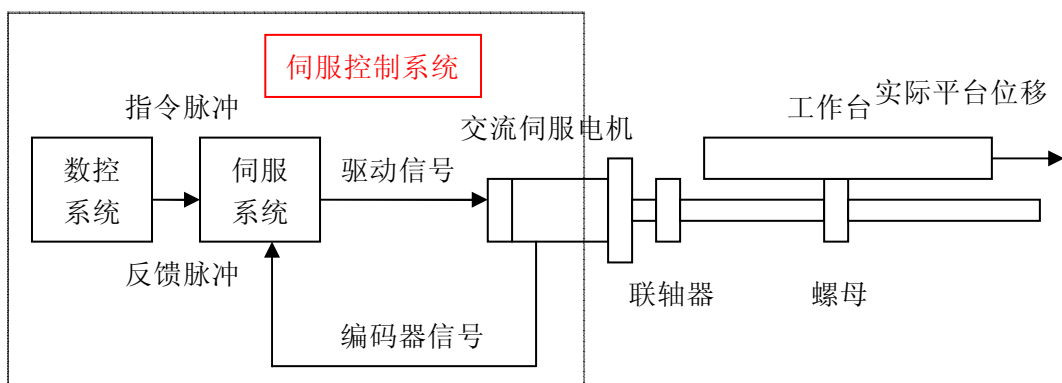 伺服控制系统
指令脉冲
交流伺服电机
工作台
实际平台位移
数控
系统
伺服
系统
驱动信号
反馈脉冲
联轴器
螺母
编码器信号